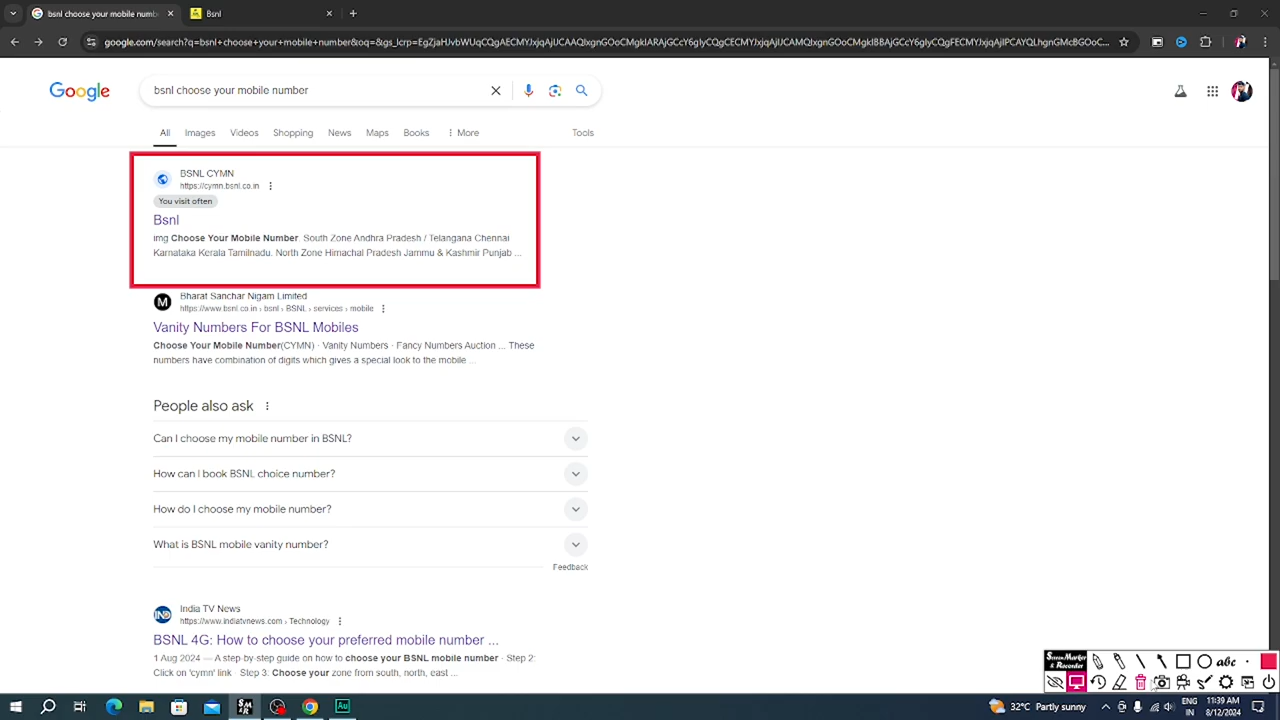 bsnl choose your mobile numb
Bsnl
google.com/search?q=bsnl+choose+your+mobile+number&oq=&gs_lcrp=
Google
bsnl choose your mobile number
All Images Videos Shopping News Maps Books More Tools
BSNL CYMN
https://cymn.bsnl.co.in
You visit often
Bsnl
img Choose Your Mobile Number. South Zone Andhra Pradesh / Telangana Chennai
Karnataka Kerala Tamilnadu. North Zone Himachal Pradesh Jammu & Kashmir Punjab ...
M
Bharat Sanchar Nigam Limited
https://www.bsnl.co.in › bsnl › BSNL › services › mobile
Vanity Numbers For BSNL Mobiles
Choose Your Mobile Number(CYMN) · Vanity Numbers · Fancy Numbers Auction ... These
numbers have combination of digits which gives a special look to the mobile ...
People also ask
Can I choose my mobile number in BSNL?
How can I book BSNL choice number?
How do I choose my mobile number?
What is BSNL mobile vanity number?
Feedback
IND
India TV News
https://www.indiatvnews.com › Technology
BSNL 4G: How to choose your preferred mobile number ...
1 Aug 2024 — A step-by-step guide on how to choose your BSNL mobile number · Step 2:
Click on 'cymn' link · Step 3: Choose your zone from south, north, east ...
Screen Marker
& Recorder
abc
SMR
Au
32°C Partly sunny
ENG
IN
11:39 AM
8/12/2024